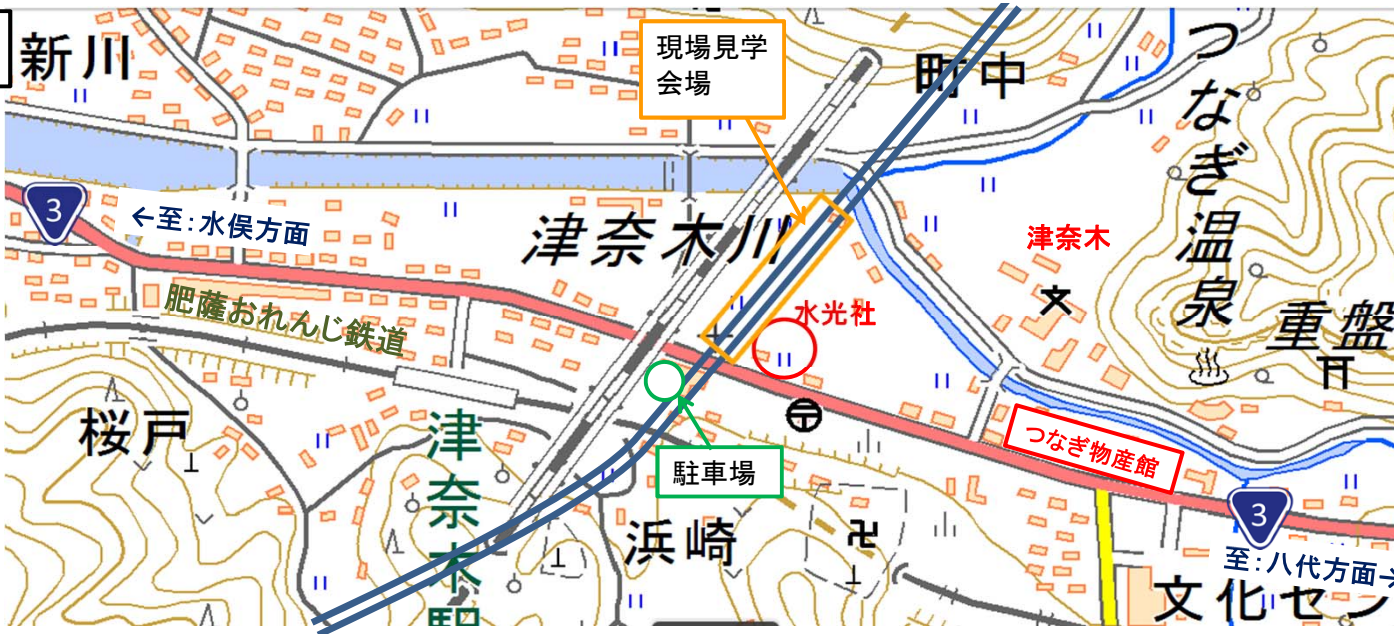 新川
現場見学
会場
町中
つなぎ温泉
3
←至：水俣方面
津奈木川
津奈木
肥薩おれんじ鉄道
水光社
重盤
桜戸
津奈木駅
駐車場
つなぎ物産館
浜崎
3
至：八代方面→
文化セン